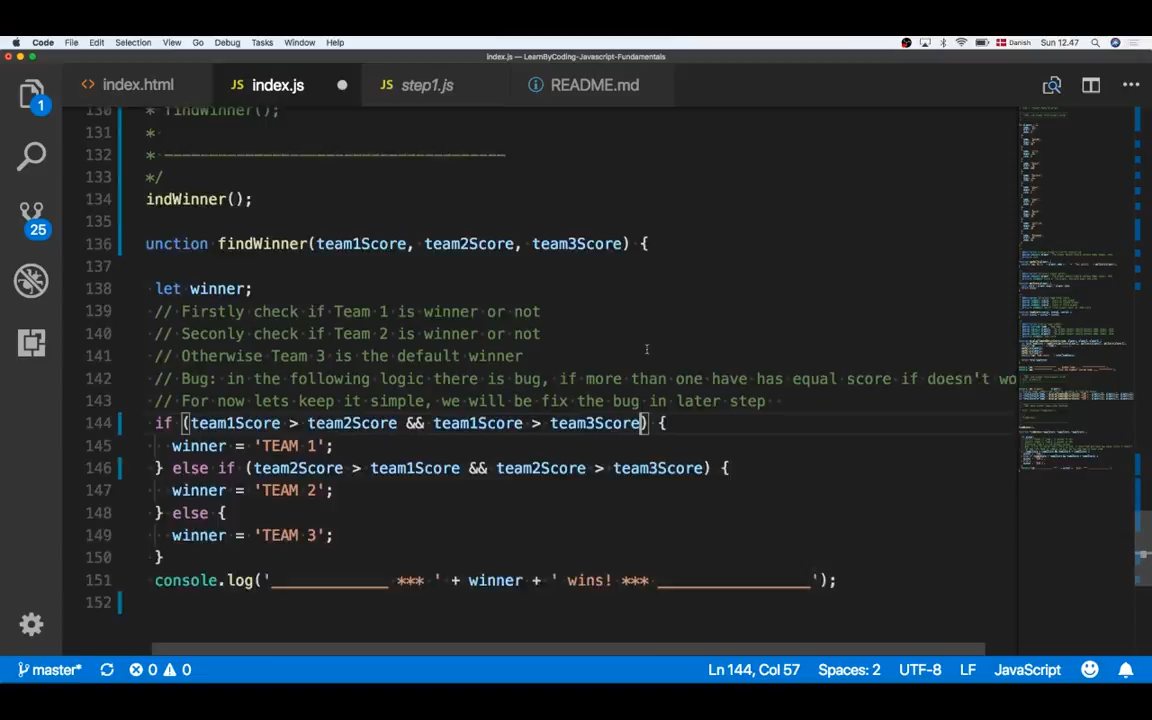 Code File Edit Selection View Go Debug Tasks Window Help Danish Sun 12.47
index.js — LearnByCoding-Javascript-Fundamentals
<> index.html JS index.js JS step1.js README.md
1
25
130 * findWinner();
131 *
132 * ------------------------------------
133 */
134 indWinner();
135
136 unction findWinner(team1Score, team2Score, team3Score) {
137
138 let winner;
139 // Firstly check if Team 1 is winner or not
140 // Seconly check if Team 2 is winner or not
141 // Otherwise Team 3 is the default winner
142 // Bug: in the following logic there is bug, if more than one have has equal score if doesn't wo
143 // For now lets keep it simple, we will be fix the bug in later step
144 if (team1Score > team2Score && team1Score > team3Score) {
145 winner = 'TEAM 1';
146 } else if (team2Score > team1Score && team2Score > team3Score) {
147 winner = 'TEAM 2';
148 } else {
149 winner = 'TEAM 3';
150 }
151 console.log('_____________ *** ' + winner + ' wins! *** _________________');
152
master* 0 0 Ln 144, Col 57 Spaces: 2 UTF-8 LF JavaScript